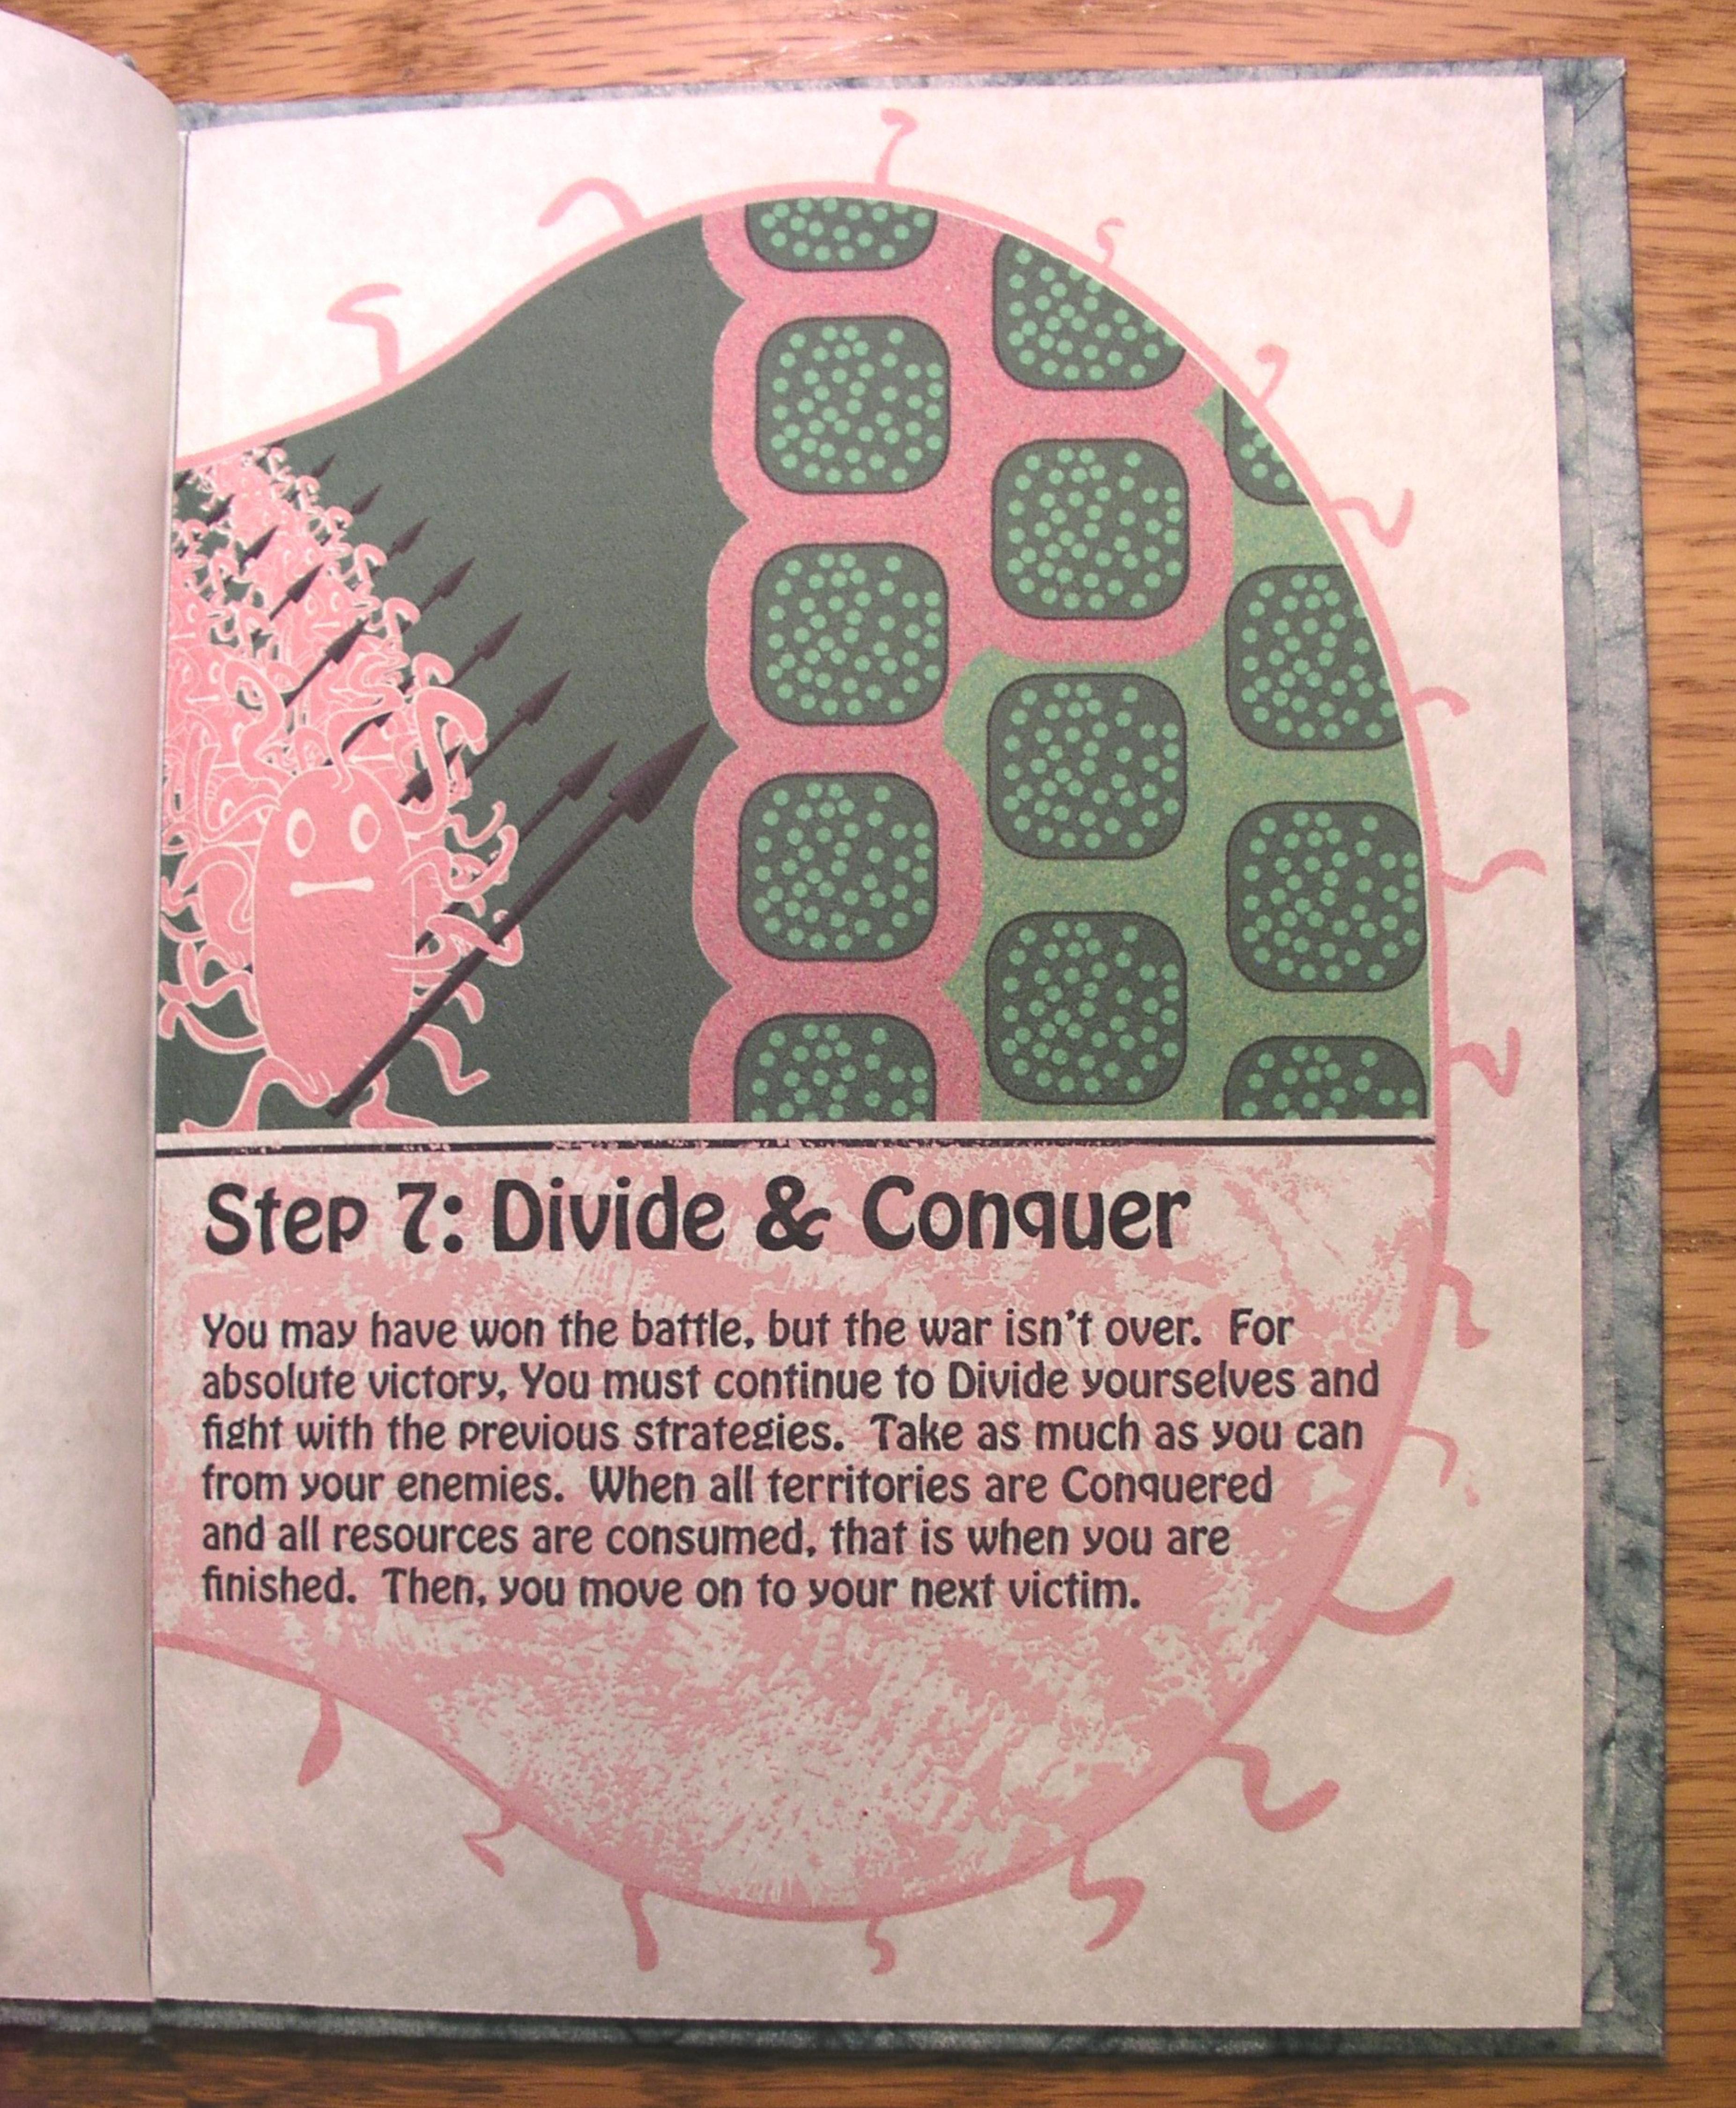 Step 7: Divide & Conquer
You may have won the battle, but the war isn't over. For
absolute victory, You must continue to Divide yourselves and
fight with the previous strategies. Take as much as you can
from your enemies. When all territories are Conquered
and all resources are consumed, that is when you are
finished. Then, you move on to your next victim.